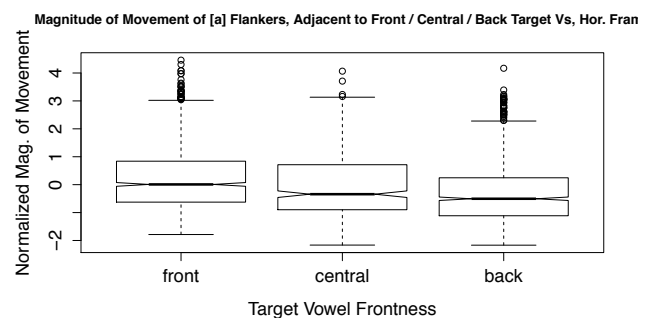 Magnitude of Movement of [a] Flankers, Adjacent to Front / Central / Back Target Vs, Hor. Fran
Normalized Mag. of Movement
4
3
2
1
0
−2
front central back
Target Vowel Frontness